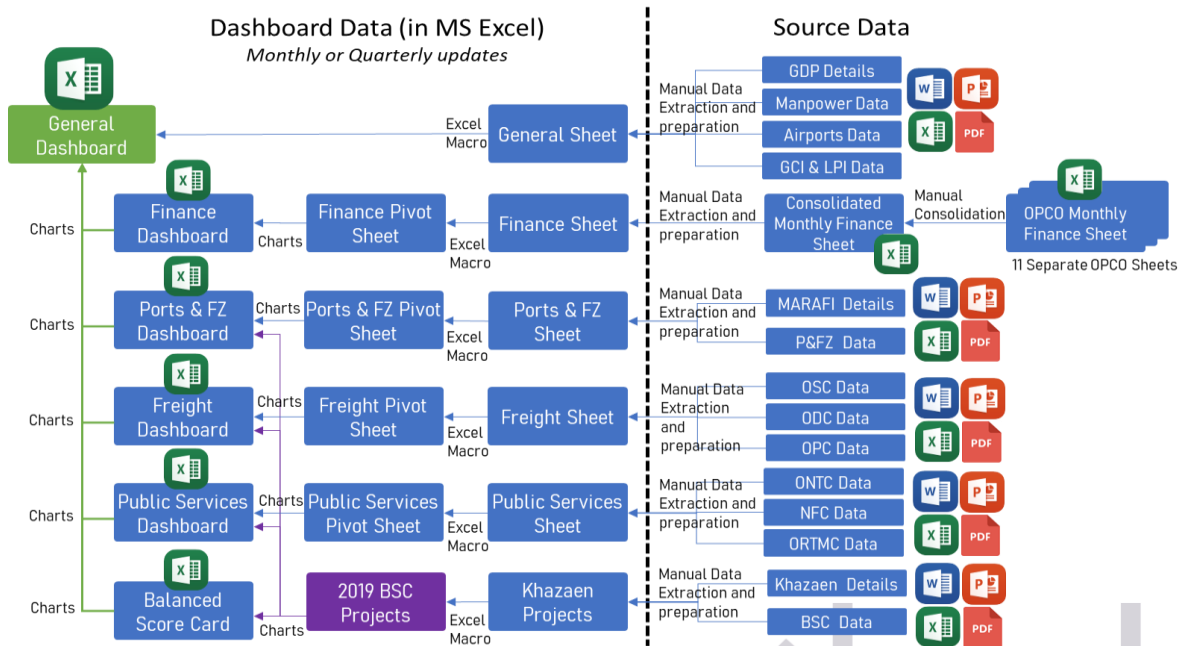 Dashboard Data (in MS Excel)
Monthly or Quarterly updates
Source Data
General
Dashboard
Excel
Macro
General Sheet
Manual Data
Extraction and
preparation
GDP Details
Manpower Data
Airports Data
GCI & LPI Data
W
P
X
PDF
X
Charts
Finance
Dashboard
X
Charts
Finance Pivot
Sheet
Excel
Macro
Finance Sheet
Manual Data
Extraction and
preparation
Consolidated
Monthly Finance
Sheet
X
Manual
Consolidation
OPCO Monthly
Finance Sheet
X
11 Separate OPCO Sheets
Charts
Ports & FZ
Dashboard
X
Charts
Ports & FZ Pivot
Sheet
Excel
Macro
Ports & FZ
Sheet
Manual Data
Extraction and
preparation
MARAFI Details
P&FZ Data
W
P
X
PDF
Charts
Freight
Dashboard
X
Charts
Freight Pivot
Sheet
Excel
Macro
Freight Sheet
Manual Data
Extraction
and
preparation
OSC Data
ODC Data
OPC Data
W
P
X
PDF
Charts
Public Services
Dashboard
X
Charts
Public Services
Pivot Sheet
Excel
Macro
Public Services
Sheet
Manual Data
Extraction and
preparation
ONTC Data
NFC Data
ORTMC Data
W
P
X
PDF
Charts
Balanced
Score Card
X
Charts
2019 BSC
Projects
Excel
Macro
Khazaen
Projects
Manual Data
Extraction and
preparation
Khazaen Details
BSC Data
W
P
X
PDF